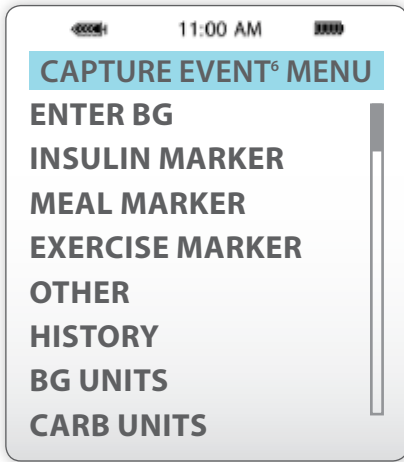 11:00 AM
CAPTURE EVENT⁶ MENU
ENTER BG
INSULIN MARKER
MEAL MARKER
EXERCISE MARKER
OTHER
HISTORY
BG UNITS
CARB UNITS